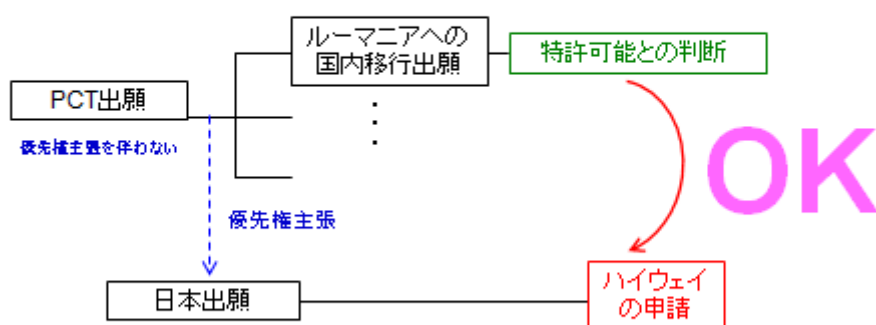 ルーマニアへの
国内移行出願
特許可能との判断
PCT出願
優先権主張を伴わない
OK
優先権主張
日本出願
ハイウェイ
の申請